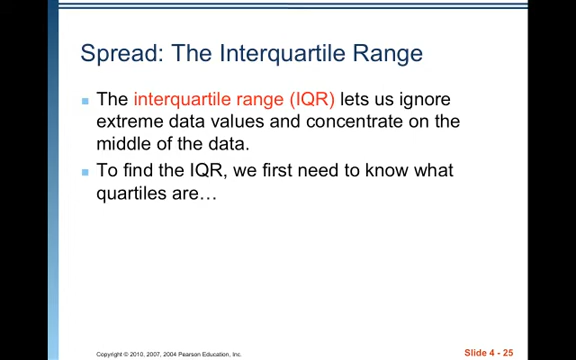 Spread: The Interquartile Range
The interquartile range (IQR) lets us ignore
extreme data values and concentrate on the
middle of the data.
To find the IQR, we first need to know what
quartiles are…
Copyright © 2010, 2007, 2004 Pearson Education, Inc.
Slide 4 - 25